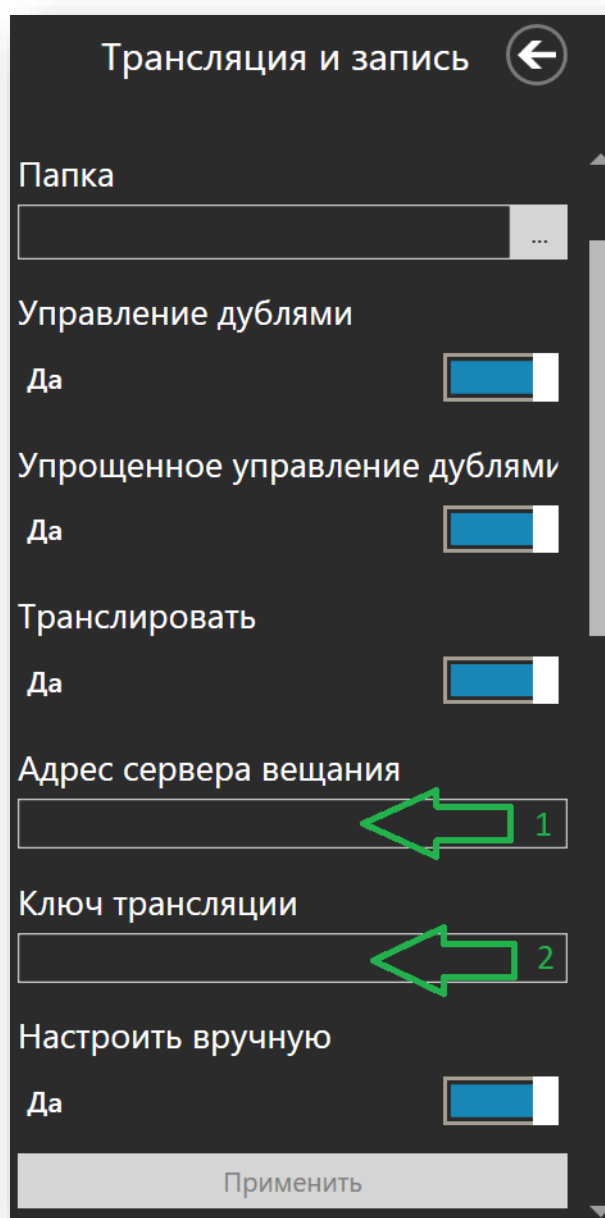 Трансляция и запись
Папка
...
Управление дублями
Да
Упрощенное управление дублями
Да
Транслировать
Да
Адрес сервера вещания
1
Ключ трансляции
2
Настроить вручную
Да
Применить